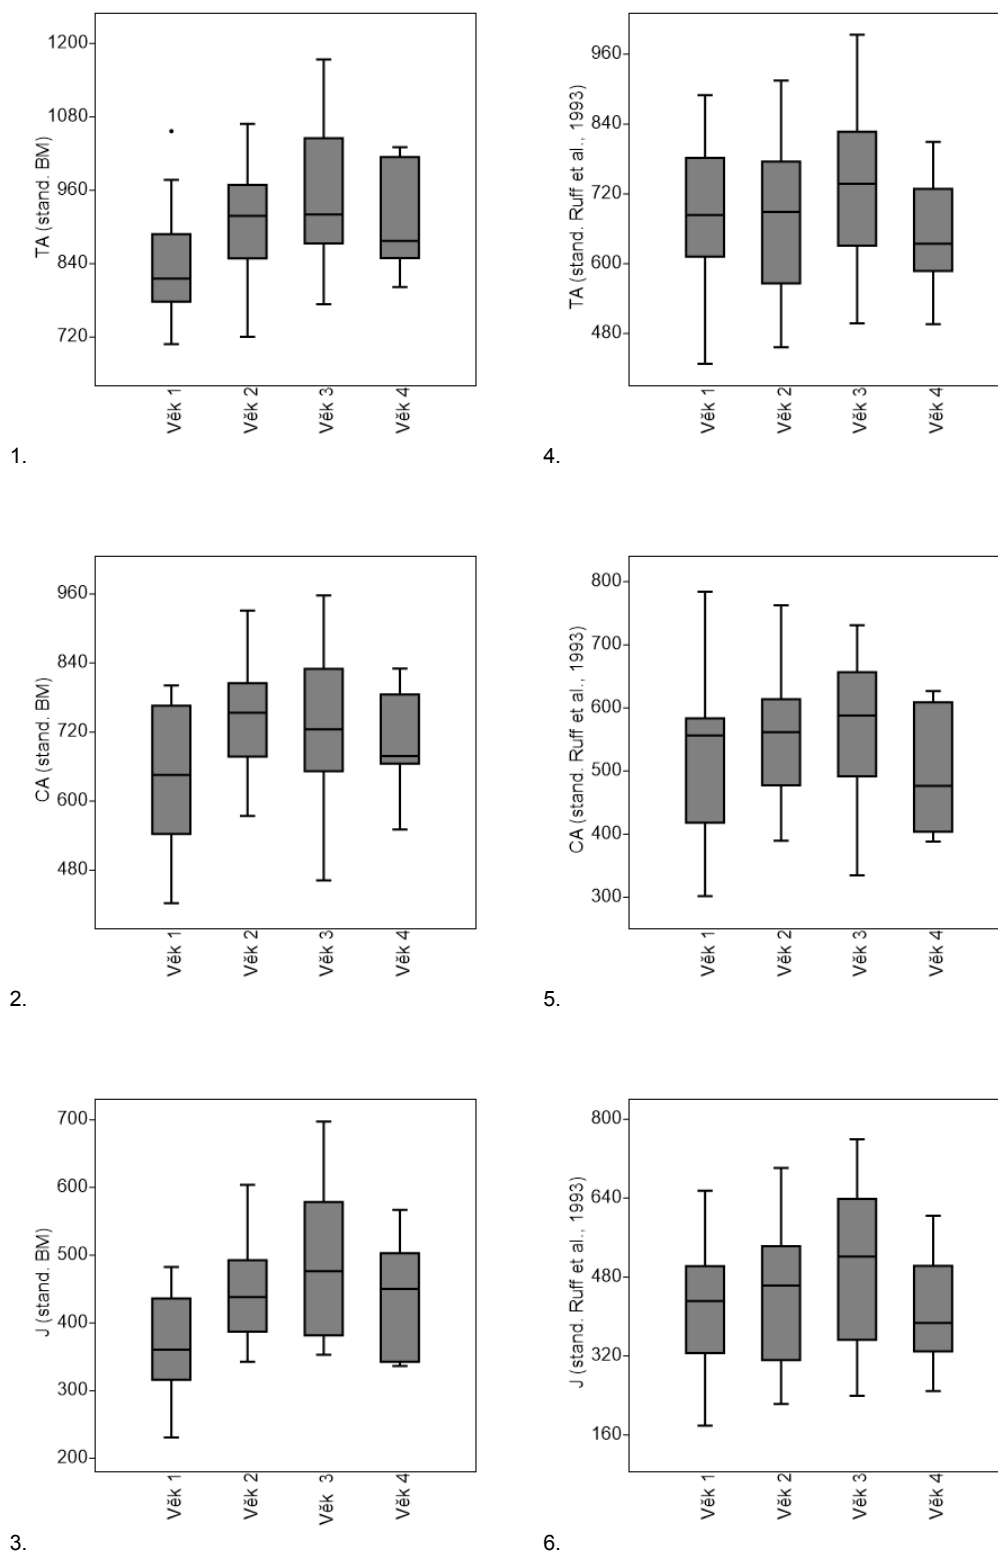 1200
1080
960
840
720
TA (stand. BM)
Věk 1
Věk 2
Věk 3
Věk 4
1.
960
840
720
600
480
TA (stand. Ruff et al., 1993)
Věk 1
Věk 2
Věk 3
Věk 4
4.
960
840
720
600
480
CA (stand. BM)
Věk 1
Věk 2
Věk 3
Věk 4
2.
800
700
600
500
400
300
CA (stand. Ruff et al., 1993)
Věk 1
Věk 2
Věk 3
Věk 4
5.
700
600
500
400
300
200
J (stand. BM)
Věk 1
Věk 2
Věk 3
Věk 4
3.
800
640
480
320
160
J (stand. Ruff et al., 1993)
Věk 1
Věk 2
Věk 3
Věk 4
6.